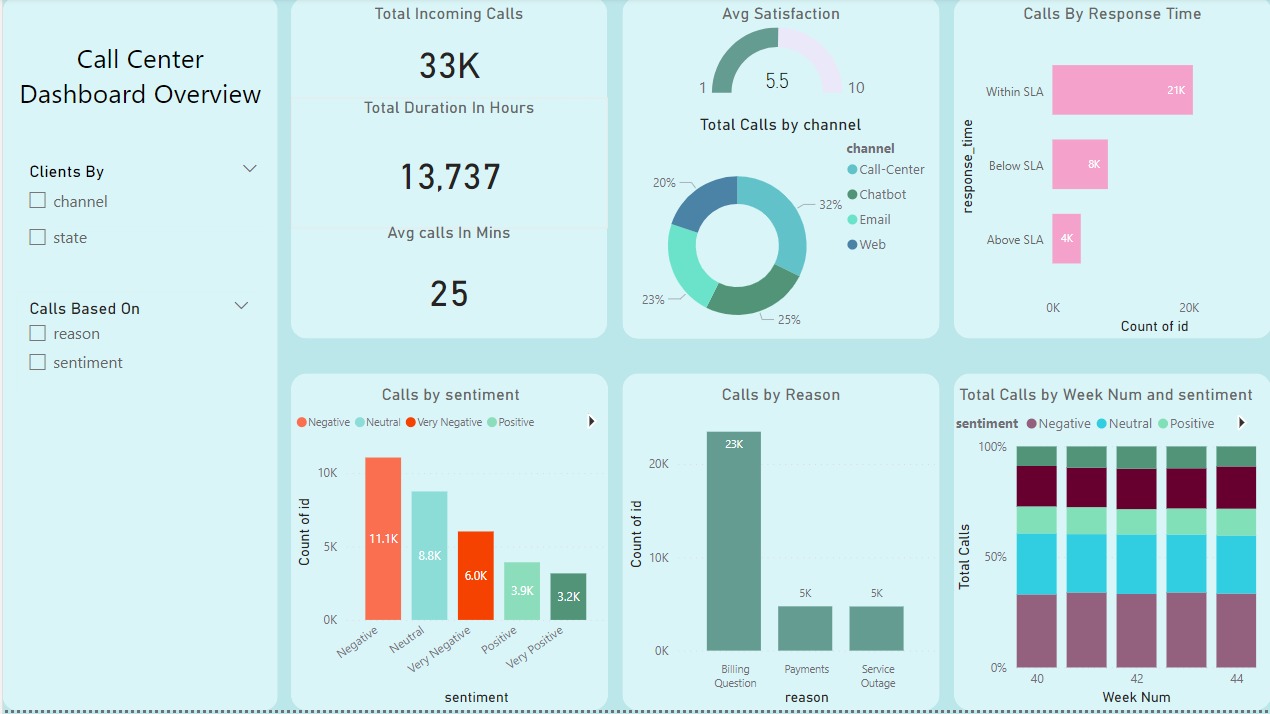 Call Center
Dashboard Overview
Clients By
channel
state
Calls Based On
reason
sentiment
Total Incoming Calls
33K
Total Duration In Hours
13,737
Avg calls In Mins
25
Avg Satisfaction
1
5.5
10
Total Calls by channel
channel
Call-Center
Chatbot
Email
Web
20%
32%
23%
25%
Calls By Response Time
response_time
Within SLA
21K
Below SLA
8K
Above SLA
4K
0K 20K
Count of id
Calls by sentiment
Negative Neutral Very Negative Positive
Count of id
10K
5K
0K
11.1K
8.8K
6.0K
3.9K
3.2K
Negative
Neutral
Very Negative
Positive
Very Positive
sentiment
Calls by Reason
Count of id
20K
10K
0K
23K
5K
5K
Billing
Question
Payments
Service
Outage
reason
Total Calls by Week Num and sentiment
sentiment Negative Neutral Positive
Total Calls
100%
50%
0%
40 42 44
Week Num